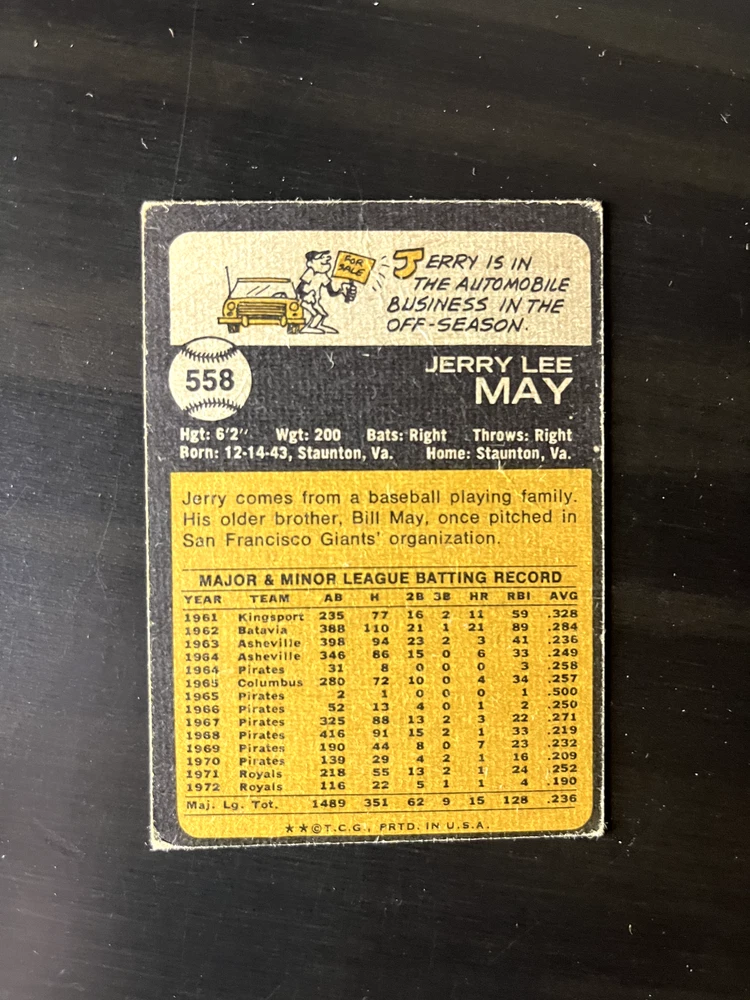 FOR
SALE
JERRY IS IN
THE AUTOMOBILE
BUSINESS IN THE
OFF-SEASON.
558
JERRY LEE
MAY
Hgt: 6'2" Wgt: 200 Bats: Right Throws: Right
Born: 12-14-43, Staunton, Va. Home: Staunton, Va.
Jerry comes from a baseball playing family.
His older brother, Bill May, once pitched in
San Francisco Giants' organization.
MAJOR & MINOR LEAGUE BATTING RECORD
YEAR TEAM AB H 2B 3B HR RBI AVG
1961 Kingsport 235 77 16 2 11 59 .328
1962 Batavia 388 110 21 1 21 89 .284
1963 Asheville 398 94 23 2 3 41 .236
1964 Asheville 346 86 15 0 6 33 .249
1964 Pirates 31 8 0 0 0 3 .258
1965 Columbus 280 72 10 0 4 34 .257
1965 Pirates 2 1 0 0 0 1 .500
1966 Pirates 52 13 4 0 1 2 .250
1967 Pirates 325 88 13 2 3 22 .271
1968 Pirates 416 91 15 2 1 33 .219
1969 Pirates 190 44 8 0 7 23 .232
1970 Pirates 139 29 4 2 1 16 .209
1971 Royals 218 55 13 2 1 24 .252
1972 Royals 116 22 5 1 1 4 .190
Maj. Lg. Tot. 1489 351 62 9 15 128 .236
★★©T.C.G., PRTD. IN U.S.A.